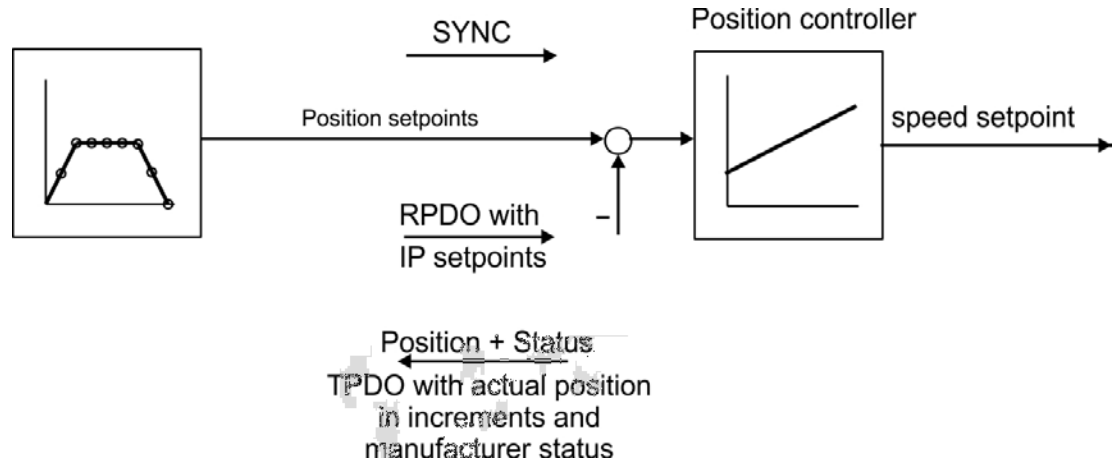 SYNC
Position controller
Position setpoints
speed setpoint
RPDO with
IP setpoints
–
Position + Status
TPDO with actual position
in increments and
manufacturer status